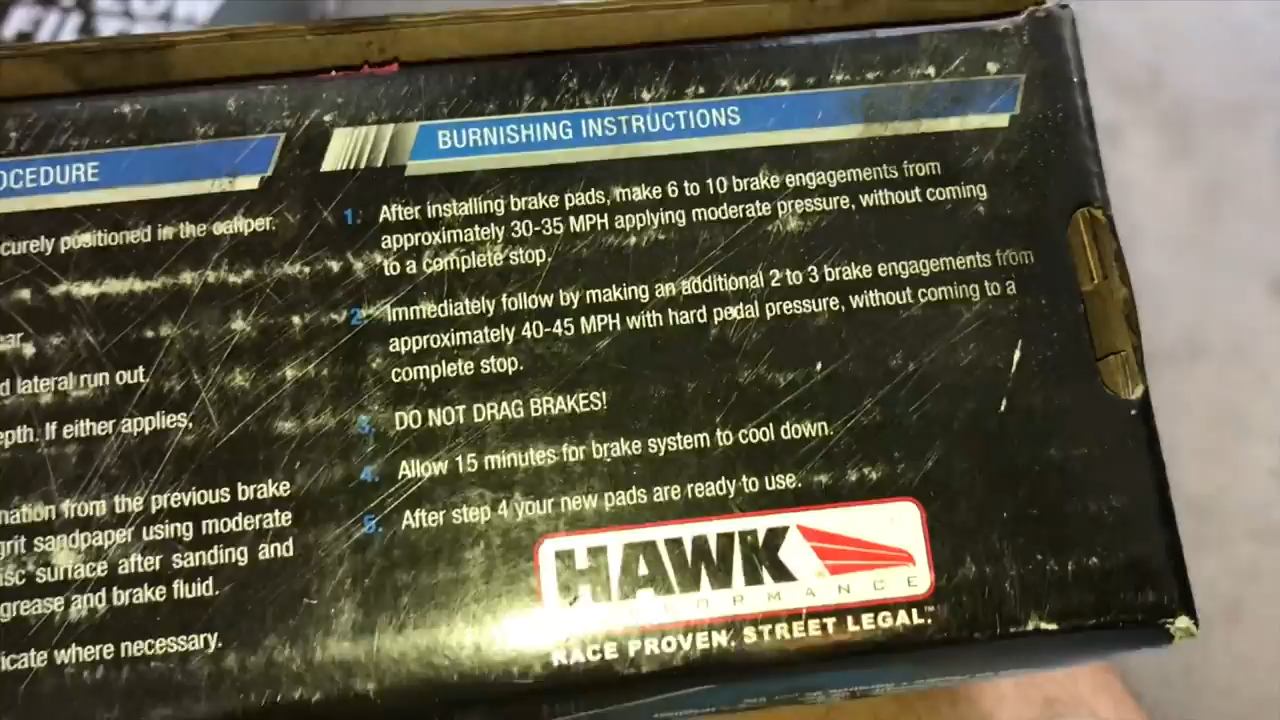 OCEDURE
curely positioned in the caliper.
ar.
d lateral run out.
epth. If either applies,
nation from the previous brake
grit sandpaper using moderate
isc surface after sanding and
grease and brake fluid.
icate where necessary.
BURNISHING INSTRUCTIONS
1. After installing brake pads, make 6 to 10 brake engagements from
approximately 30-35 MPH applying moderate pressure, without coming
to a complete stop.
2. Immediately follow by making an additional 2 to 3 brake engagements from
approximately 40-45 MPH with hard pedal pressure, without coming to a
complete stop.
3. DO NOT DRAG BRAKES!
4. Allow 15 minutes for brake system to cool down.
5. After step 4 your new pads are ready to use.
HAWK
ORMANCE
RACE PROVEN. STREET LEGAL.™